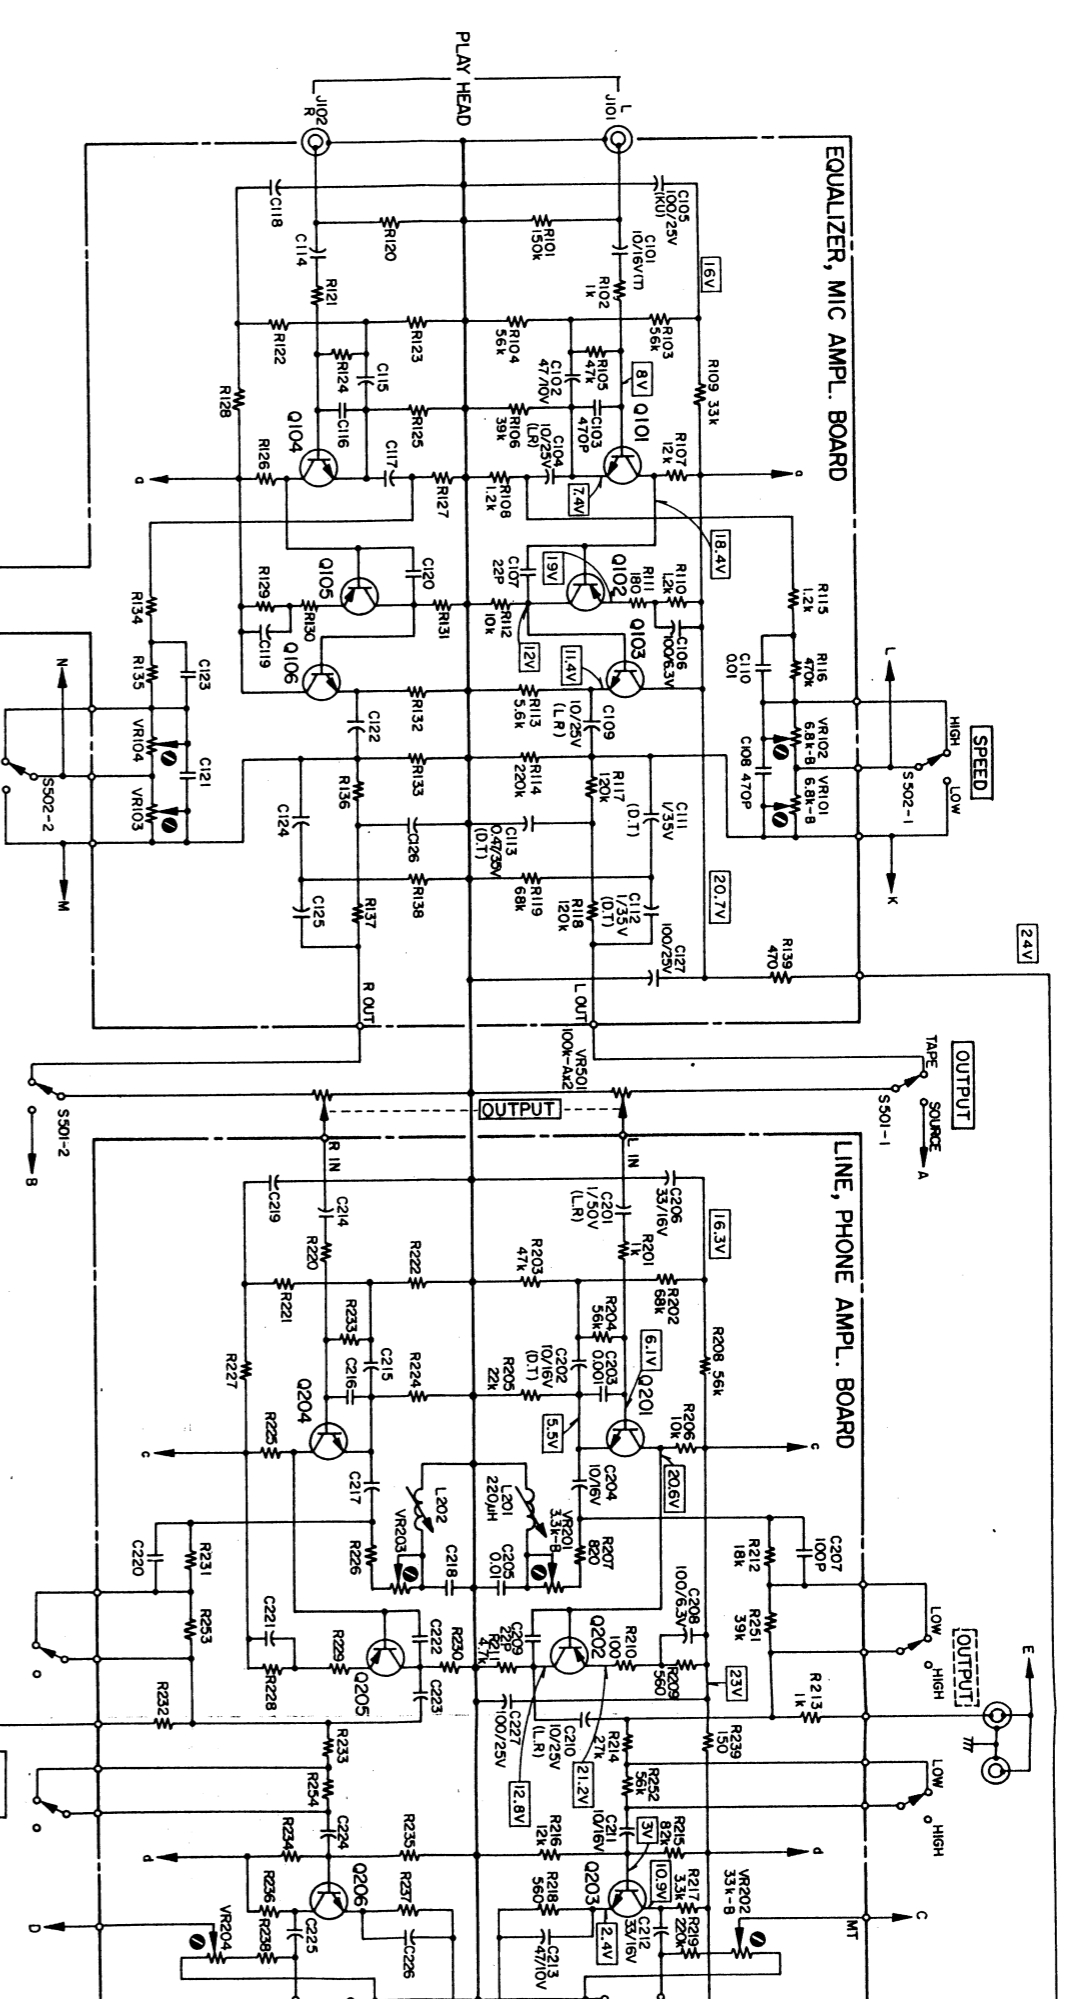 PLAY HEAD
L
J101
J102
R
EQUALIZER, MIC AMPL. BOARD
C105
100/25V
(KU)
C118
R120
R101
150k
C101
10/16V(T)
R102
1k
16V
C114
R121
R122
R123
R104
56k
R103
56k
R109 33k
R124
C115
C116
C102
47/10V
R105
47k
8V
C103
470P
R128
R125
R106
39k
C104
10/25V
(LR)
Q101
Q104
R126
C117
R127
R108
1.2k
R107
12k
7.4V
a
a
18.4V
Q105
C120
C107
22P
19V
Q102
R111
180
R110
1.2k
R129
R130
C119
R131
R112
10k
12V
C106
100/6.3V
R115
1.2k
R134
Q106
Q103
11.4V
R132
R113
5.6k
C109
10/25V
(L.R)
C122
C123
R135
R116
470k
C110
0.01
L
N
HIGH
LOW
SPEED
S502-1
S502-2
VR104
C121
VR103
VR102
6.8k-B
VR101
6.8k-B
C108 470P
K
M
R133
R136
R114
220k
R117
120k
C111
1/35V
(D.T)
C124
C126
C113
0.47/35V
(D.T)
R138
R119
68k
R118
120k
C112
1/35V
(D.T)
C125
R137
20.7V
C127
100/25V
R139
470
24V
R OUT
L OUT
VR501
100k-Ax2
TAPE
SOURCE
OUTPUT
S501-1
S501-2
A
B
OUTPUT
R IN
L IN
LINE, PHONE AMPL. BOARD
C219
C214
R220
C206
33/16V
C201
1/50V
(L.R)
R201
1k
16.3V
R221
R222
R203
47k
R202
68k
R208 56k
R233
C215
C216
R204
56k
C202
10/16V
(D.T)
C203
0.001
6.1V
R227
R224
R205
22k
Q201
Q204
5.5V
R225
R206
10k
20.6V
c
c
C217
L202
L201
220μH
C204
10/16V
VR203
VR201
3.3k-B
C220
R231
R226
C218
C205
0.01
R207
820
R212
18k
C207
100P
C208
100/6.3V
R253
C221
R229
R228
Q205
C222
R230
C209
22P
R211
4.7k
Q202
R210
100
R209
560
R251
39k
LOW
HIGH
OUTPUT
E
C223
23V
R213
1k
R232
C227
100/25V
C210
10/25V
(L.R)
R214
27k
R239
150
R233
R254
12.8V
21.2V
R252
56k
LOW
HIGH
C224
C211
10/16V
3V
R215
82k
R234
R235
R216
12k
d
d
R236
Q206
R237
R218
560
Q203
10.9V
R217
3.3k
VR202
33k-B
C
D
MT
VR204
R238
C225
C226
C213
47/10V
2.4V
C212
33/16V
R219
220k